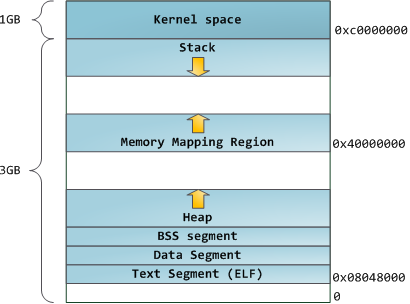 1GB
Kernel space
0xc0000000
Stack
Memory Mapping Region
0x40000000
3GB
Heap
BSS segment
Data Segment
Text Segment (ELF)
0x08048000
0